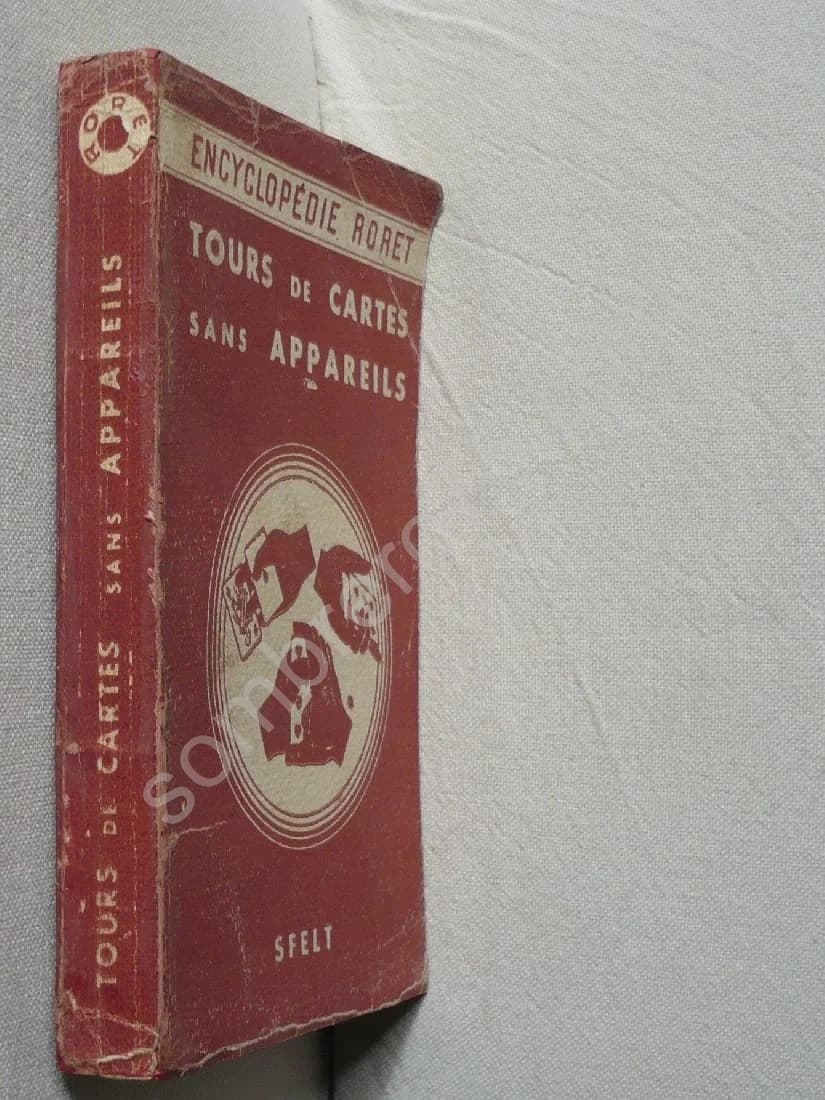 RORET
TOURS DE CARTES SANS APPAREILS
ENCYCLOPÉDIE RORET
TOURS DE CARTES
SANS APPAREILS
SFELT